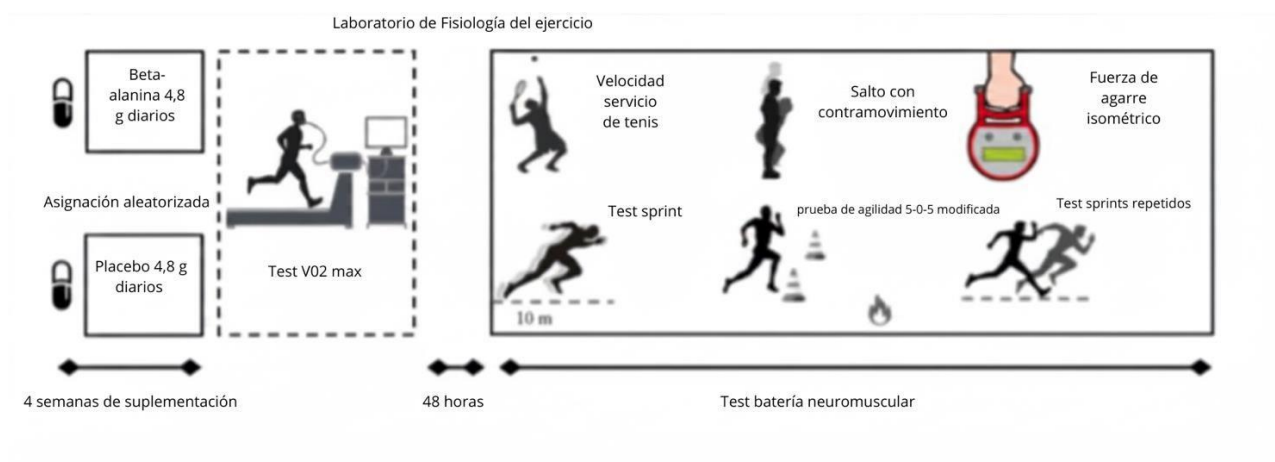 Laboratorio de Fisiología del ejercicio
Beta-
alanina 4,8
g diarios
Asignación aleatorizada
Placebo 4,8 g
diarios
Test V02 max
Velocidad
servicio
de tenis
Salto con
contramovimiento
Fuerza de
agarre
isométrico
Test sprint
10 m
prueba de agilidad 5-0-5 modificada
Test sprints repetidos
4 semanas de suplementación
48 horas
Test batería neuromuscular